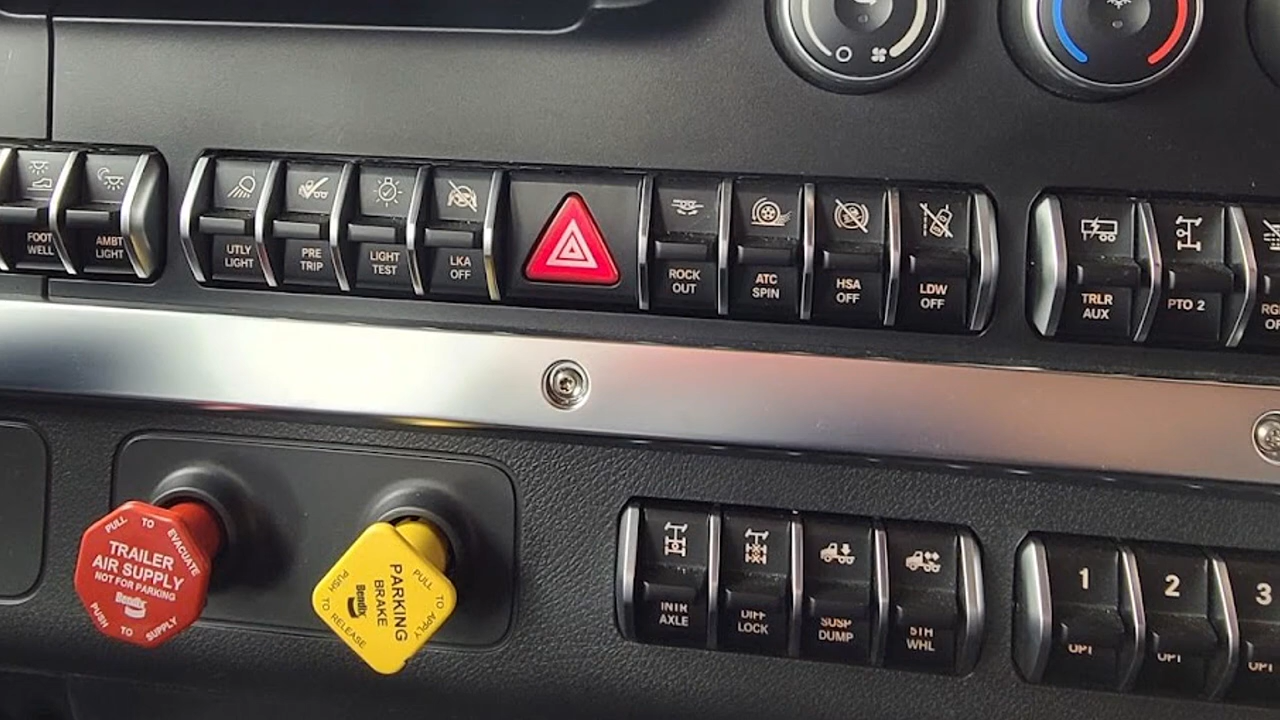 FOOT
WELL
AMBT
LIGHT
UTLY
LIGHT
PRE
TRIP
LIGHT
TEST
LKA
OFF
ROCK
OUT
ATC
SPIN
HSA
OFF
LDW
OFF
TRLR
AUX
PTO 2
PULL TO EVACUATE
TRAILER
AIR SUPPLY
NOT FOR PARKING
Bendix
PUSH TO SUPPLY
PULL TO APPLY
PARKING
BRAKE
Bendix
PUSH TO RELEASE
INTR
AXLE
DIFF
LOCK
SUSP
DUMP
5TH
WHL
1
OPT
2
OPT
3
OPT